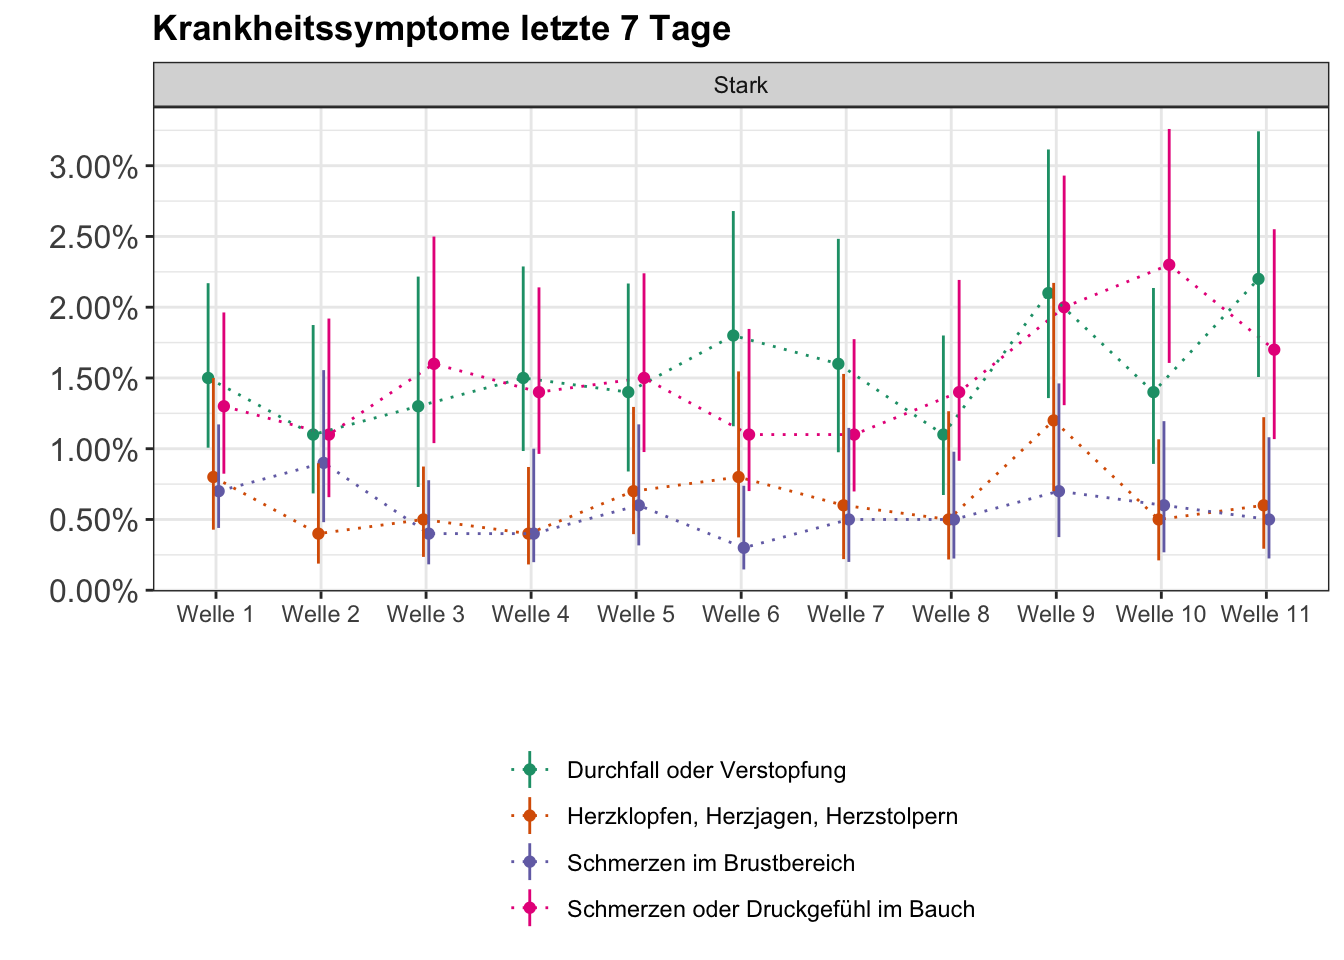 Krankheitssymptome letzte 7 Tage
Stark
3.00%
2.50%
2.00%
1.50%
1.00%
0.50%
0.00%
Welle 1 Welle 2 Welle 3 Welle 4 Welle 5 Welle 6 Welle 7 Welle 8 Welle 9 Welle 10 Welle 11
Durchfall oder Verstopfung
Herzklopfen, Herzjagen, Herzstolpern
Schmerzen im Brustbereich
Schmerzen oder Druckgefühl im Bauch